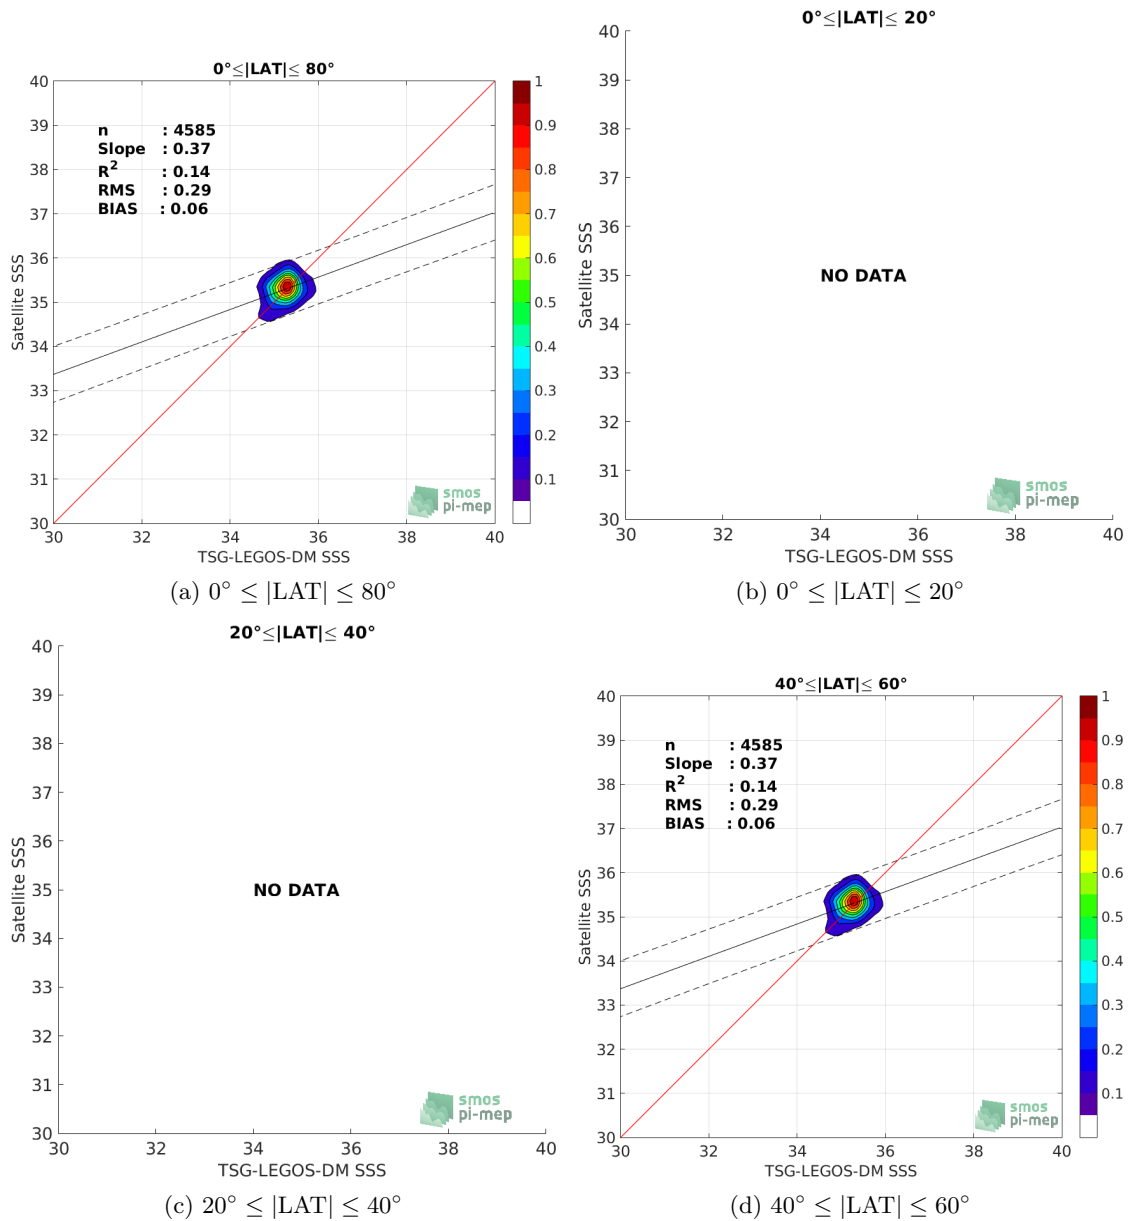 0°≤|LAT|≤ 80°
40
39
38
37
36
35
34
33
32
31
30
Satellite SSS
n : 4585
Slope : 0.37
R2 : 0.14
RMS : 0.29
BIAS : 0.06
smos
pi-mep
30 32 34 36 38 40
TSG-LEGOS-DM SSS
1
0.9
0.8
0.7
0.6
0.5
0.4
0.3
0.2
0.1
(a) 0° ≤ |LAT| ≤ 80°
0°≤|LAT|≤ 20°
40
39
38
37
36
35
34
33
32
31
30
Satellite SSS
NO DATA
smos
pi-mep
30 32 34 36 38 40
TSG-LEGOS-DM SSS
(b) 0° ≤ |LAT| ≤ 20°
20°≤|LAT|≤ 40°
40
39
38
37
36
35
34
33
32
31
30
Satellite SSS
NO DATA
smos
pi-mep
30 32 34 36 38 40
TSG-LEGOS-DM SSS
(c) 20° ≤ |LAT| ≤ 40°
40°≤|LAT|≤ 60°
40
39
38
37
36
35
34
33
32
31
30
Satellite SSS
n : 4585
Slope : 0.37
R2 : 0.14
RMS : 0.29
BIAS : 0.06
smos
pi-mep
30 32 34 36 38 40
TSG-LEGOS-DM SSS
1
0.9
0.8
0.7
0.6
0.5
0.4
0.3
0.2
0.1
(d) 40° ≤ |LAT| ≤ 60°